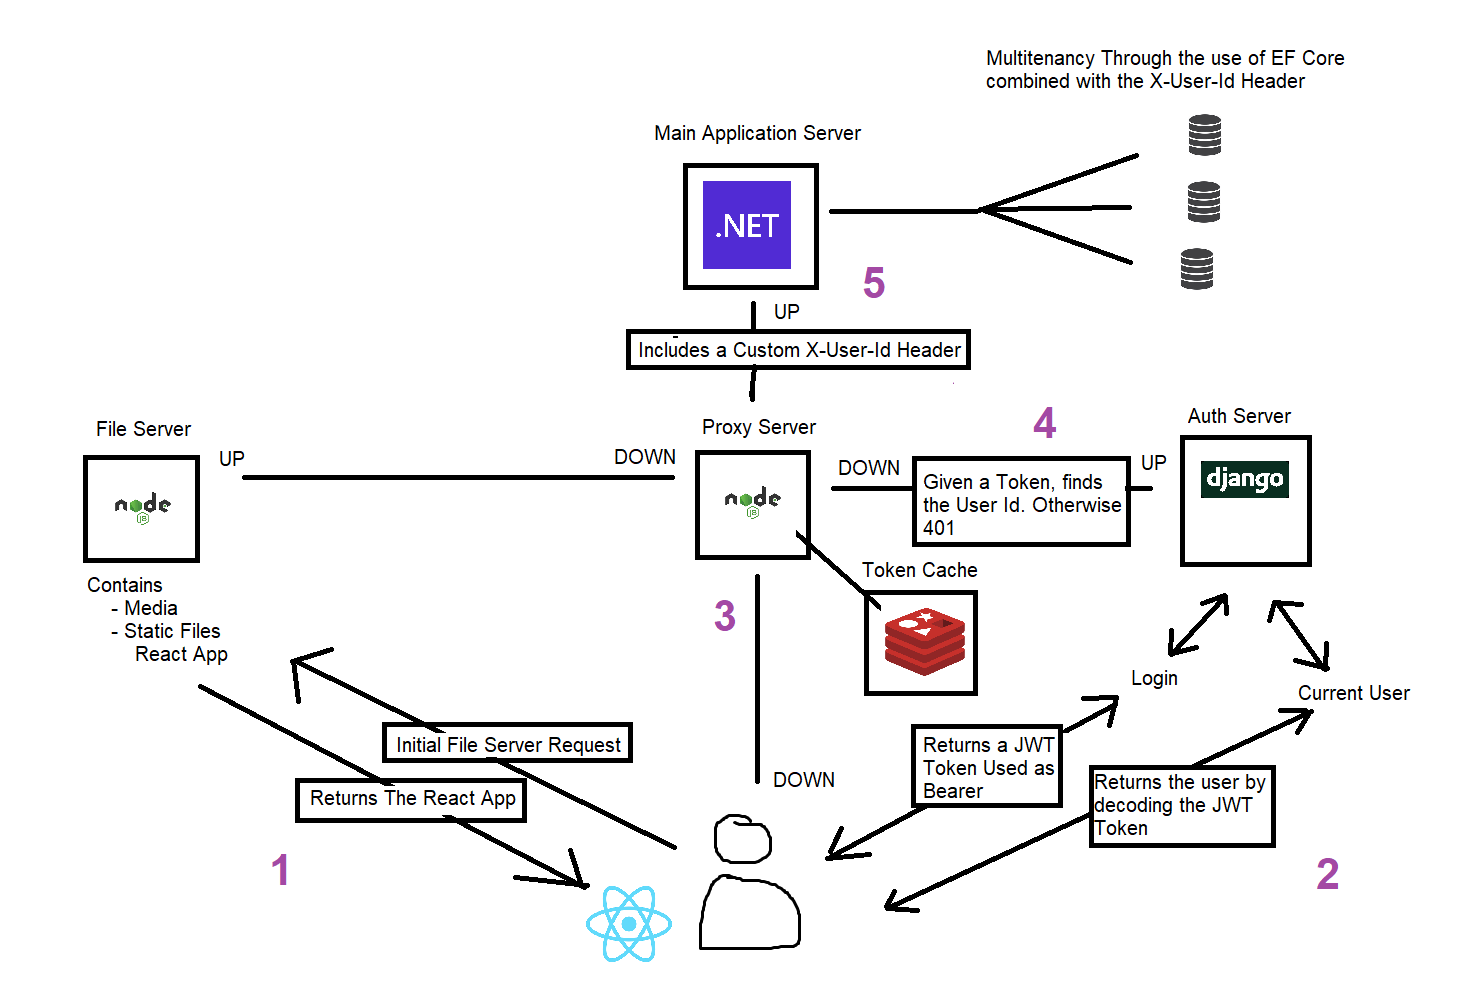 Multitenancy Through the use of EF Core
combined with the X-User-Id Header
Main Application Server
.NET
5
UP
Includes a Custom X-User-Id Header
File Server
Proxy Server
4
Auth Server
UP
DOWN
DOWN
Given a Token, finds
the User Id. Otherwise
401
UP
node
JS
node
JS
django
Contains
- Media
- Static Files
React App
3
Token Cache
Login
Current User
Initial File Server Request
Returns The React App
1
DOWN
Returns a JWT
Token Used as
Bearer
Returns the user by
decoding the JWT
Token
2